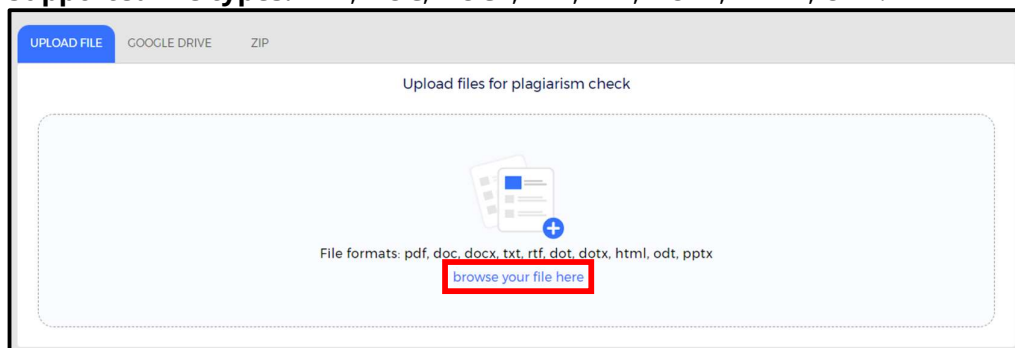 UPLOAD FILE GOOGLE DRIVE ZIP
Upload files for plagiarism check
File formats: pdf, doc, docx, txt, rtf, dot, dotx, html, odt, pptx
browse your file here